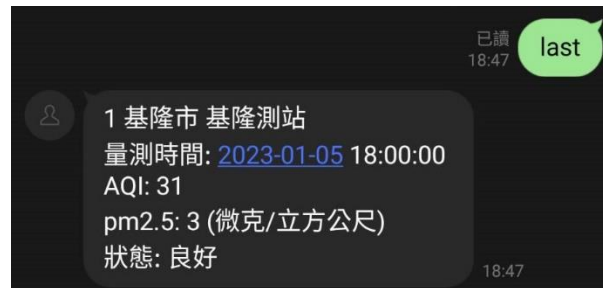 已讀
18:47
last
1 基隆市 基隆測站
量測時間: 2023-01-05 18:00:00
AQI: 31
pm2.5: 3 (微克/立方公尺)
狀態: 良好
18:47